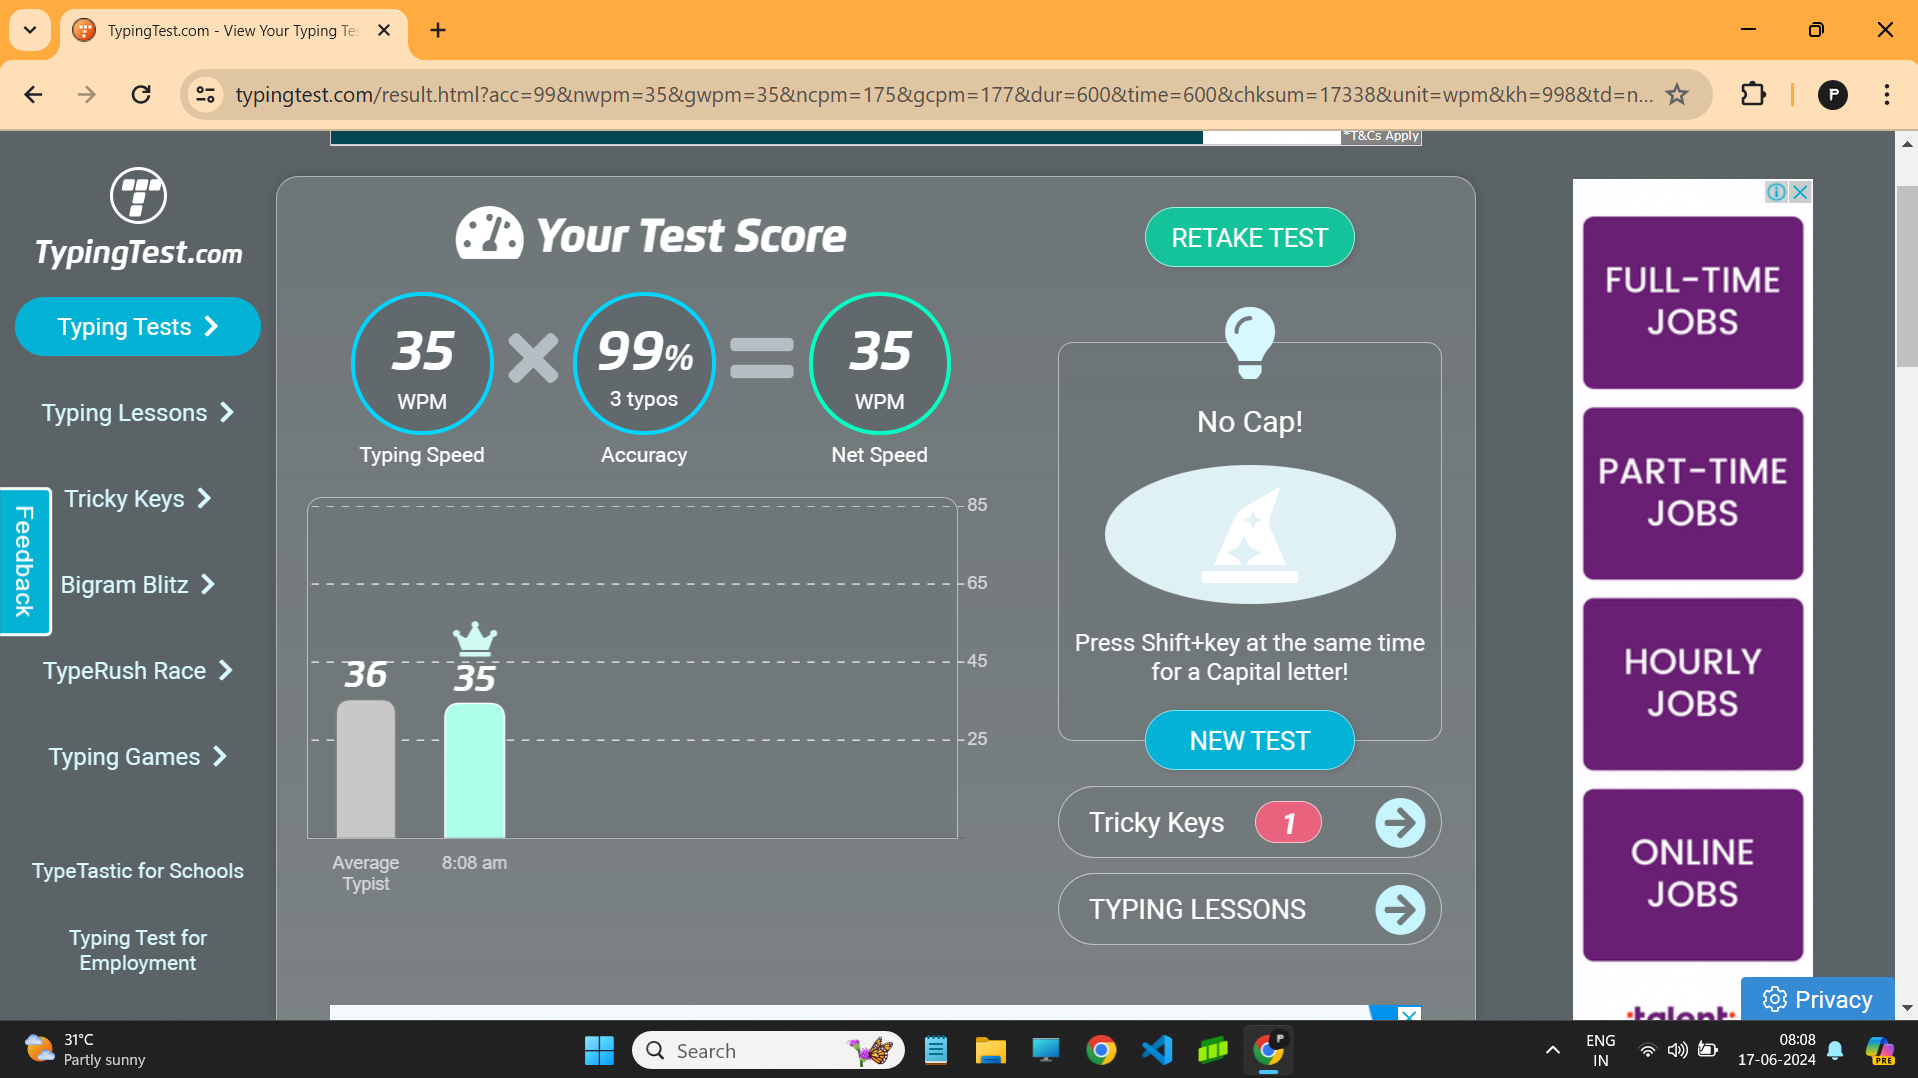 TypingTest.com - View Your Typing Te
typingtest.com/result.html?acc=99&nwpm=35&gwpm=35&ncpm=175&gcpm=177&dur=600&time=600&chksum=17338&unit=wpm&kh=998&td=n...
P
*T&Cs Apply
TypingTest.com
Typing Tests
Typing Lessons
Tricky Keys
Bigram Blitz
TypeRush Race
Typing Games
TypeTastic for Schools
Typing Test for
Employment
Feedback
Your Test Score
35
WPM
Typing Speed
99%
3 typos
Accuracy
35
WPM
Net Speed
85
65
45
25
36
35
Average
Typist
8:08 am
RETAKE TEST
No Cap!
Press Shift+key at the same time
for a Capital letter!
NEW TEST
Tricky Keys 1
TYPING LESSONS
FULL-TIME
JOBS
PART-TIME
JOBS
HOURLY
JOBS
ONLINE
JOBS
talent
Privacy
31°C
Partly sunny
Search
P
ENG
IN
08:08
17-06-2024
PRE